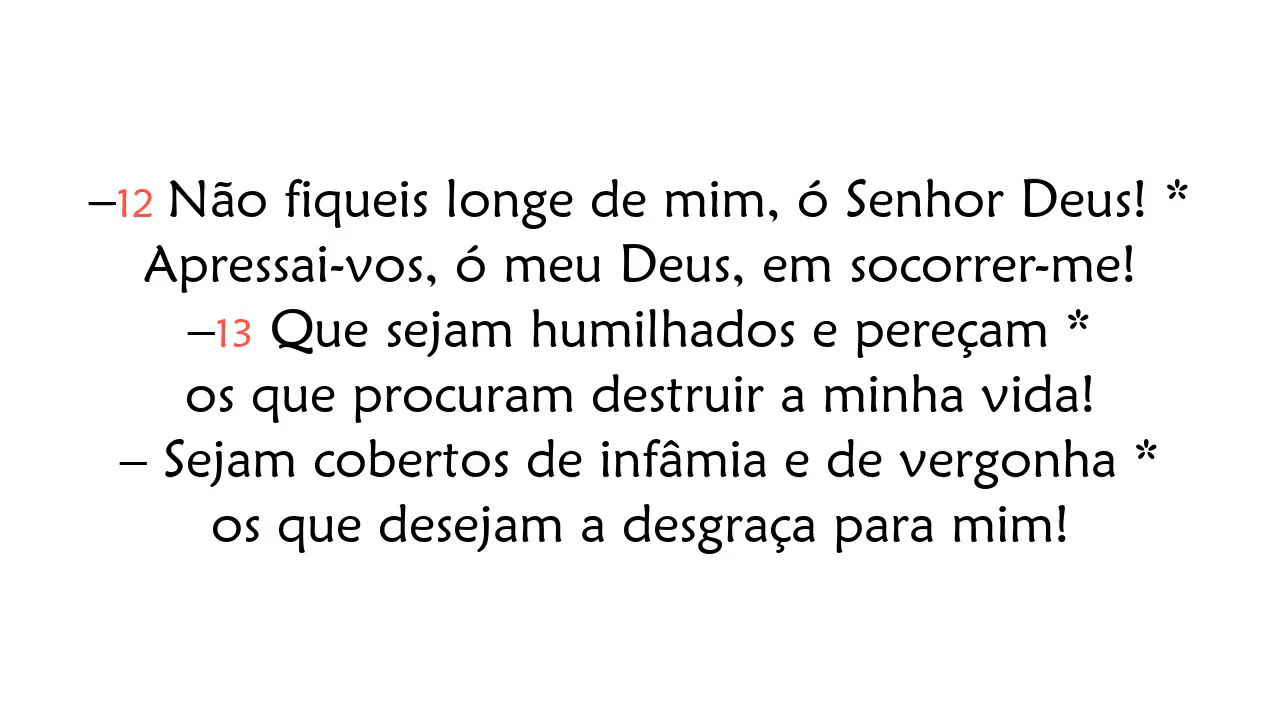 –12 Não fiqueis longe de mim, ó Senhor Deus! *
Apressai-vos, ó meu Deus, em socorrer-me!
–13 Que sejam humilhados e pereçam *
os que procuram destruir a minha vida!
– Sejam cobertos de infâmia e de vergonha *
os que desejam a desgraça para mim!